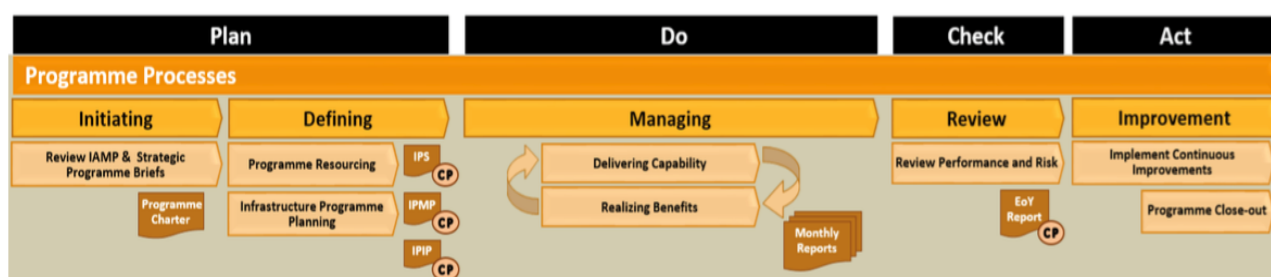 Plan
Do
Check
Act
Programme Processes
Initiating
Defining
Managing
Review
Improvement
Review IAMP & Strategic
Programme Briefs
Programme
Charter
Programme Resourcing
IPS
CP
Infrastructure Programme
Planning
IPMP
CP
IPIP
CP
Delivering Capability
Realizing Benefits
Monthly
Reports
Review Performance and Risk
EoY
Report
CP
Implement Continuous
Improvements
Programme Close-out